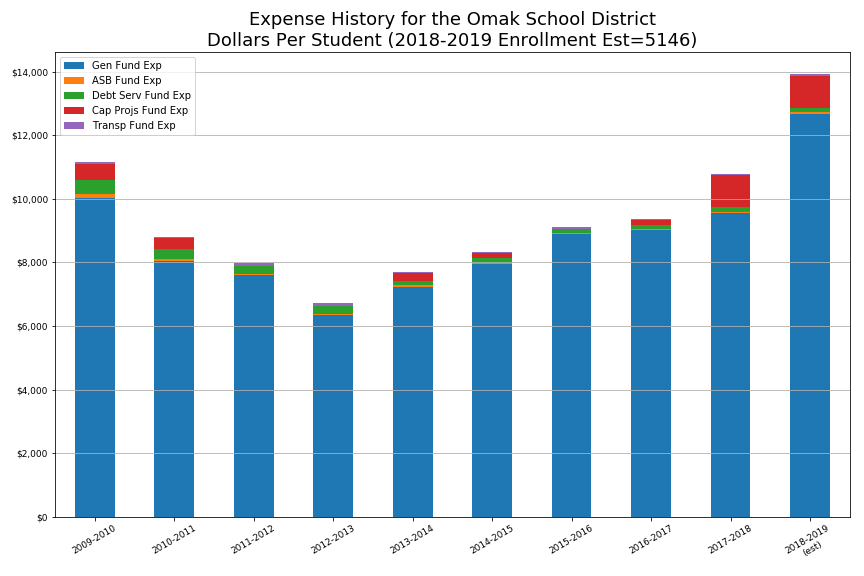 Expense History for the Omak School District
Dollars Per Student (2018-2019 Enrollment Est=5146)
Gen Fund Exp
ASB Fund Exp
Debt Serv Fund Exp
Cap Projs Fund Exp
Transp Fund Exp
$14,000
$12,000
$10,000
$8,000
$6,000
$4,000
$2,000
$0
2009-2010
2010-2011
2011-2012
2012-2013
2013-2014
2014-2015
2015-2016
2016-2017
2017-2018
2018-2019
(est)